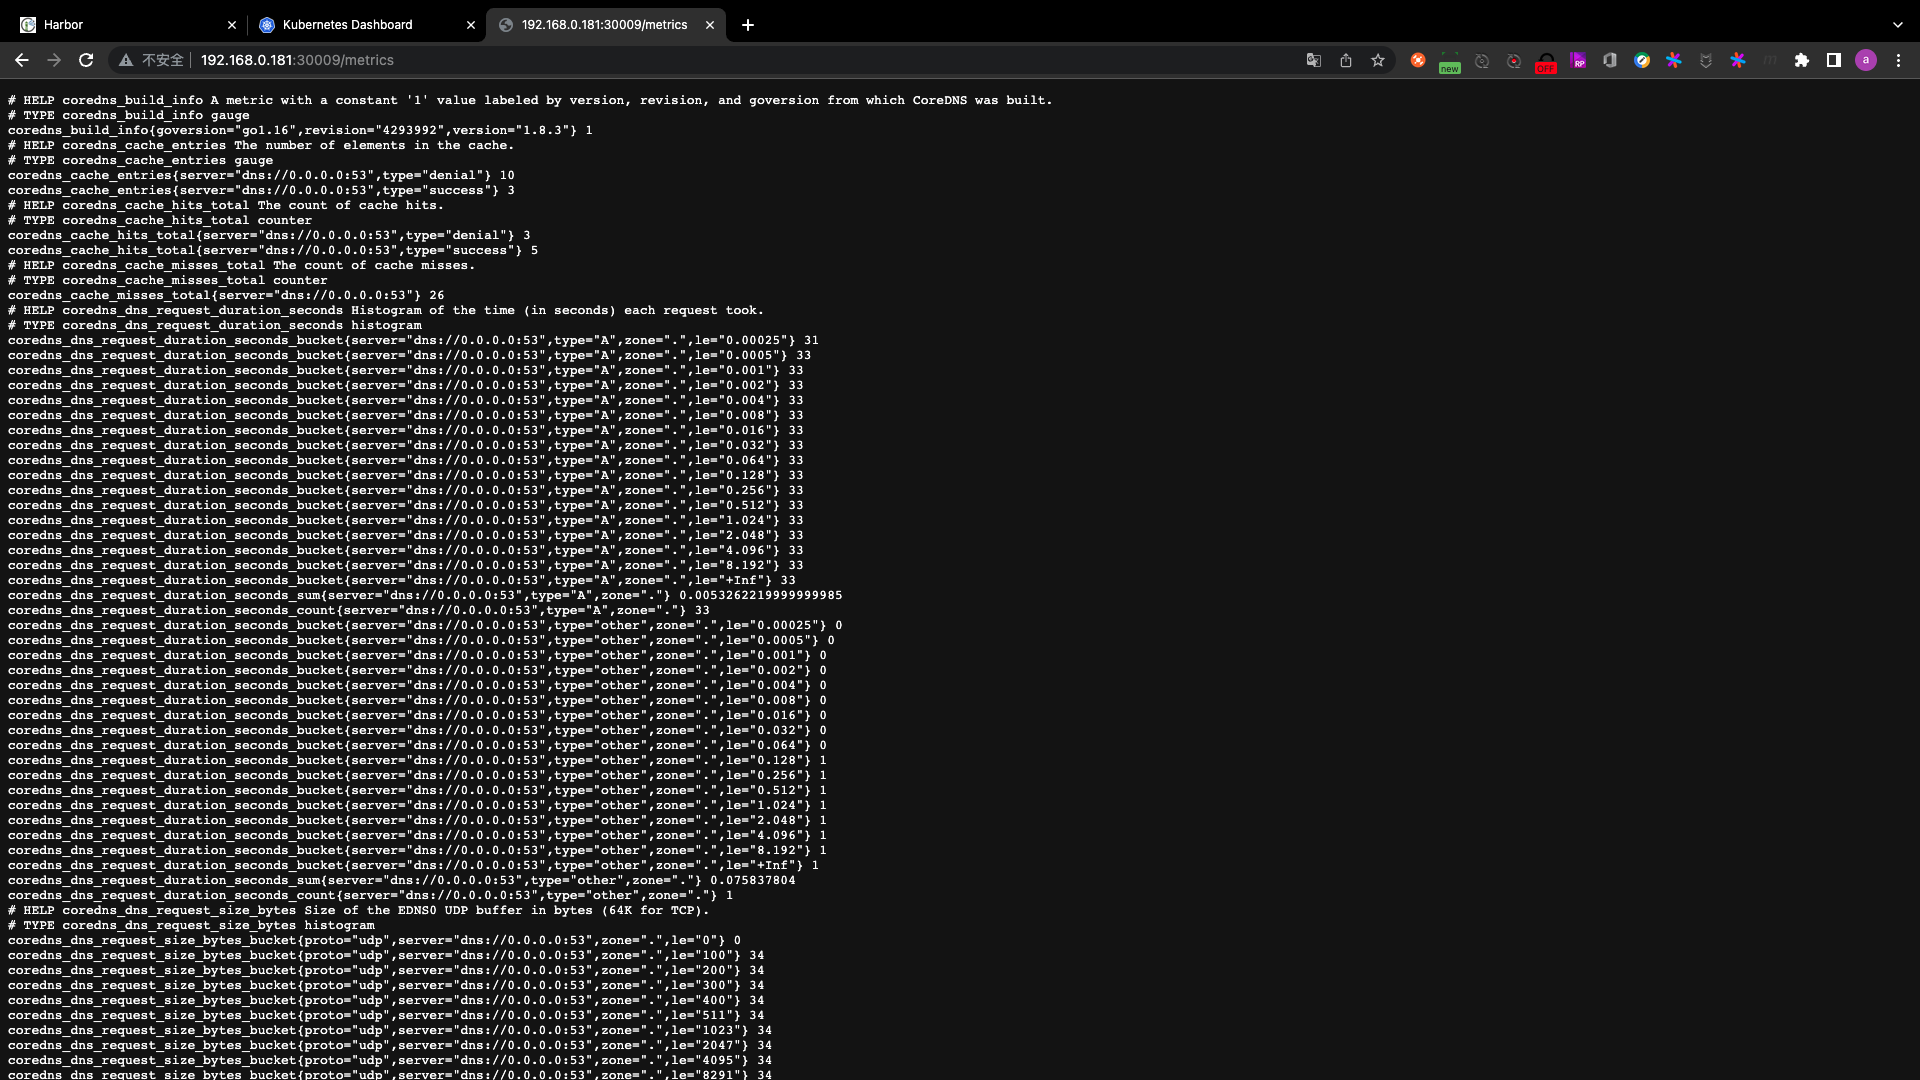 Harbor
Kubernetes Dashboard
192.168.0.181:30009/metrics
不安全
192.168.0.181:30009/metrics
new
OFF
RP
a
# HELP coredns_build_info A metric with a constant '1' value labeled by version, revision, and goversion from which CoreDNS was built.
# TYPE coredns_build_info gauge
coredns_build_info{goversion="go1.16",revision="4293992",version="1.8.3"} 1
# HELP coredns_cache_entries The number of elements in the cache.
# TYPE coredns_cache_entries gauge
coredns_cache_entries{server="dns://0.0.0.0:53",type="denial"} 10
coredns_cache_entries{server="dns://0.0.0.0:53",type="success"} 3
# HELP coredns_cache_hits_total The count of cache hits.
# TYPE coredns_cache_hits_total counter
coredns_cache_hits_total{server="dns://0.0.0.0:53",type="denial"} 3
coredns_cache_hits_total{server="dns://0.0.0.0:53",type="success"} 5
# HELP coredns_cache_misses_total The count of cache misses.
# TYPE coredns_cache_misses_total counter
coredns_cache_misses_total{server="dns://0.0.0.0:53"} 26
# HELP coredns_dns_request_duration_seconds Histogram of the time (in seconds) each request took.
# TYPE coredns_dns_request_duration_seconds histogram
coredns_dns_request_duration_seconds_bucket{server="dns://0.0.0.0:53",type="A",zone=".",le="0.00025"} 31
coredns_dns_request_duration_seconds_bucket{server="dns://0.0.0.0:53",type="A",zone=".",le="0.0005"} 33
coredns_dns_request_duration_seconds_bucket{server="dns://0.0.0.0:53",type="A",zone=".",le="0.001"} 33
coredns_dns_request_duration_seconds_bucket{server="dns://0.0.0.0:53",type="A",zone=".",le="0.002"} 33
coredns_dns_request_duration_seconds_bucket{server="dns://0.0.0.0:53",type="A",zone=".",le="0.004"} 33
coredns_dns_request_duration_seconds_bucket{server="dns://0.0.0.0:53",type="A",zone=".",le="0.008"} 33
coredns_dns_request_duration_seconds_bucket{server="dns://0.0.0.0:53",type="A",zone=".",le="0.016"} 33
coredns_dns_request_duration_seconds_bucket{server="dns://0.0.0.0:53",type="A",zone=".",le="0.032"} 33
coredns_dns_request_duration_seconds_bucket{server="dns://0.0.0.0:53",type="A",zone=".",le="0.064"} 33
coredns_dns_request_duration_seconds_bucket{server="dns://0.0.0.0:53",type="A",zone=".",le="0.128"} 33
coredns_dns_request_duration_seconds_bucket{server="dns://0.0.0.0:53",type="A",zone=".",le="0.256"} 33
coredns_dns_request_duration_seconds_bucket{server="dns://0.0.0.0:53",type="A",zone=".",le="0.512"} 33
coredns_dns_request_duration_seconds_bucket{server="dns://0.0.0.0:53",type="A",zone=".",le="1.024"} 33
coredns_dns_request_duration_seconds_bucket{server="dns://0.0.0.0:53",type="A",zone=".",le="2.048"} 33
coredns_dns_request_duration_seconds_bucket{server="dns://0.0.0.0:53",type="A",zone=".",le="4.096"} 33
coredns_dns_request_duration_seconds_bucket{server="dns://0.0.0.0:53",type="A",zone=".",le="8.192"} 33
coredns_dns_request_duration_seconds_bucket{server="dns://0.0.0.0:53",type="A",zone=".",le="+Inf"} 33
coredns_dns_request_duration_seconds_sum{server="dns://0.0.0.0:53",type="A",zone="."} 0.0053262219999999985
coredns_dns_request_duration_seconds_count{server="dns://0.0.0.0:53",type="A",zone="."} 33
coredns_dns_request_duration_seconds_bucket{server="dns://0.0.0.0:53",type="other",zone=".",le="0.00025"} 0
coredns_dns_request_duration_seconds_bucket{server="dns://0.0.0.0:53",type="other",zone=".",le="0.0005"} 0
coredns_dns_request_duration_seconds_bucket{server="dns://0.0.0.0:53",type="other",zone=".",le="0.001"} 0
coredns_dns_request_duration_seconds_bucket{server="dns://0.0.0.0:53",type="other",zone=".",le="0.002"} 0
coredns_dns_request_duration_seconds_bucket{server="dns://0.0.0.0:53",type="other",zone=".",le="0.004"} 0
coredns_dns_request_duration_seconds_bucket{server="dns://0.0.0.0:53",type="other",zone=".",le="0.008"} 0
coredns_dns_request_duration_seconds_bucket{server="dns://0.0.0.0:53",type="other",zone=".",le="0.016"} 0
coredns_dns_request_duration_seconds_bucket{server="dns://0.0.0.0:53",type="other",zone=".",le="0.032"} 0
coredns_dns_request_duration_seconds_bucket{server="dns://0.0.0.0:53",type="other",zone=".",le="0.064"} 0
coredns_dns_request_duration_seconds_bucket{server="dns://0.0.0.0:53",type="other",zone=".",le="0.128"} 1
coredns_dns_request_duration_seconds_bucket{server="dns://0.0.0.0:53",type="other",zone=".",le="0.256"} 1
coredns_dns_request_duration_seconds_bucket{server="dns://0.0.0.0:53",type="other",zone=".",le="0.512"} 1
coredns_dns_request_duration_seconds_bucket{server="dns://0.0.0.0:53",type="other",zone=".",le="1.024"} 1
coredns_dns_request_duration_seconds_bucket{server="dns://0.0.0.0:53",type="other",zone=".",le="2.048"} 1
coredns_dns_request_duration_seconds_bucket{server="dns://0.0.0.0:53",type="other",zone=".",le="4.096"} 1
coredns_dns_request_duration_seconds_bucket{server="dns://0.0.0.0:53",type="other",zone=".",le="8.192"} 1
coredns_dns_request_duration_seconds_bucket{server="dns://0.0.0.0:53",type="other",zone=".",le="+Inf"} 1
coredns_dns_request_duration_seconds_sum{server="dns://0.0.0.0:53",type="other",zone="."} 0.075837804
coredns_dns_request_duration_seconds_count{server="dns://0.0.0.0:53",type="other",zone="."} 1
# HELP coredns_dns_request_size_bytes Size of the EDNS0 UDP buffer in bytes (64K for TCP).
# TYPE coredns_dns_request_size_bytes histogram
coredns_dns_request_size_bytes_bucket{proto="udp",server="dns://0.0.0.0:53",zone=".",le="0"} 0
coredns_dns_request_size_bytes_bucket{proto="udp",server="dns://0.0.0.0:53",zone=".",le="100"} 34
coredns_dns_request_size_bytes_bucket{proto="udp",server="dns://0.0.0.0:53",zone=".",le="200"} 34
coredns_dns_request_size_bytes_bucket{proto="udp",server="dns://0.0.0.0:53",zone=".",le="300"} 34
coredns_dns_request_size_bytes_bucket{proto="udp",server="dns://0.0.0.0:53",zone=".",le="400"} 34
coredns_dns_request_size_bytes_bucket{proto="udp",server="dns://0.0.0.0:53",zone=".",le="511"} 34
coredns_dns_request_size_bytes_bucket{proto="udp",server="dns://0.0.0.0:53",zone=".",le="1023"} 34
coredns_dns_request_size_bytes_bucket{proto="udp",server="dns://0.0.0.0:53",zone=".",le="2047"} 34
coredns_dns_request_size_bytes_bucket{proto="udp",server="dns://0.0.0.0:53",zone=".",le="4095"} 34
coredns_dns_request_size_bytes_bucket{proto="udp",server="dns://0.0.0.0:53",zone=".",le="8291"} 34